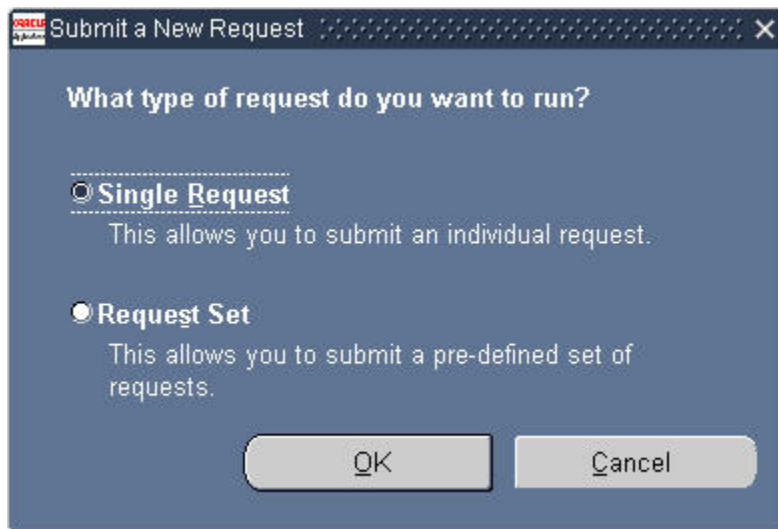 ORACLE
Submit a New Request
What type of request do you want to run?
Single Request
This allows you to submit an individual request.
Request Set
This allows you to submit a pre-defined set of
requests.
OK
Cancel